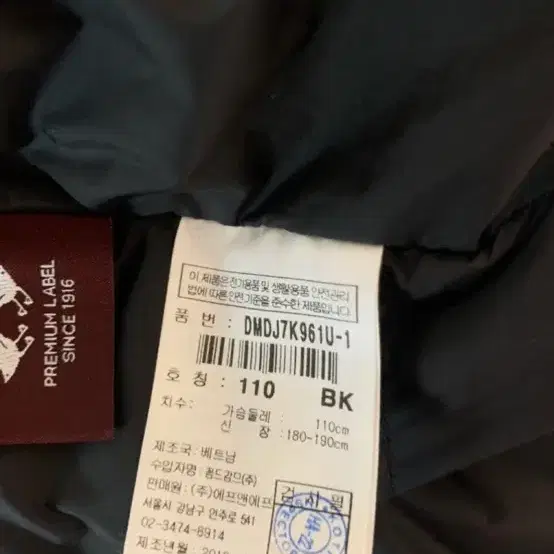 PREMIUM LABEL
SINCE 1916
이 제품은 전기용품 및 생활용품 안전관리
법에 따른 안전기준을 준수한 제품입니다.
품 번 : DMDJ7K961U-1
호 칭 : 110 BK
치수 : 가슴둘레 : 110cm
신 장 : 180-190cm
제조국 : 베트남
수입자명 : 콤드갸므(주)
판매원 : (주)에프앤에프
서울시 강남구 언주로 541
02-3474-8914
제조년월
검 사 필